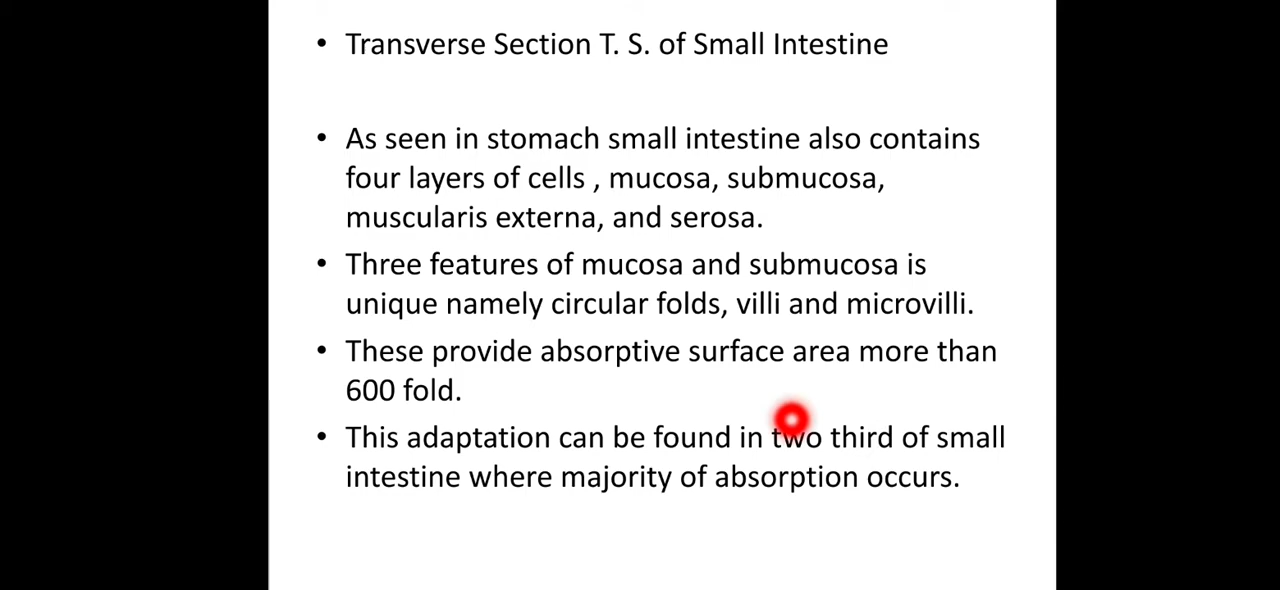 • Transverse Section T. S. of Small Intestine
• As seen in stomach small intestine also contains
four layers of cells , mucosa, submucosa,
muscularis externa, and serosa.
• Three features of mucosa and submucosa is
unique namely circular folds, villi and microvilli.
• These provide absorptive surface area more than
600 fold.
• This adaptation can be found in two third of small
intestine where majority of absorption occurs.